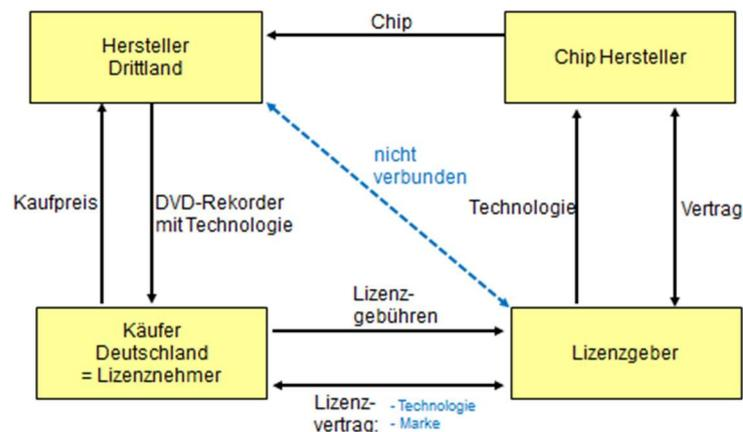 Hersteller
Drittland
Chip
Chip Hersteller
nicht
verbunden
Kaufpreis
DVD-Rekorder
mit Technologie
Technologie
Vertrag
Lizenz-
gebühren
Käufer
Deutschland
= Lizenznehmer
Lizenzgeber
Lizenz- - Technologie
vertrag: - Marke